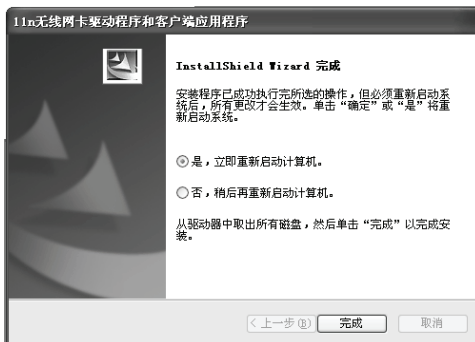 11n无线网卡驱动程序和客户端应用程序
InstallShield Wizard 完成
安装程序已成功执行完所选的操作，但必须重新启动系
统后，所有更改才会生效。单击“确定”或“是”将重
新启动系统。
是，立即重新启动计算机。
否，稍后再重新启动计算机。
从驱动器中取出所有磁盘，然后单击“完成”以完成安
装。
< 上一步(B) 完成 取消